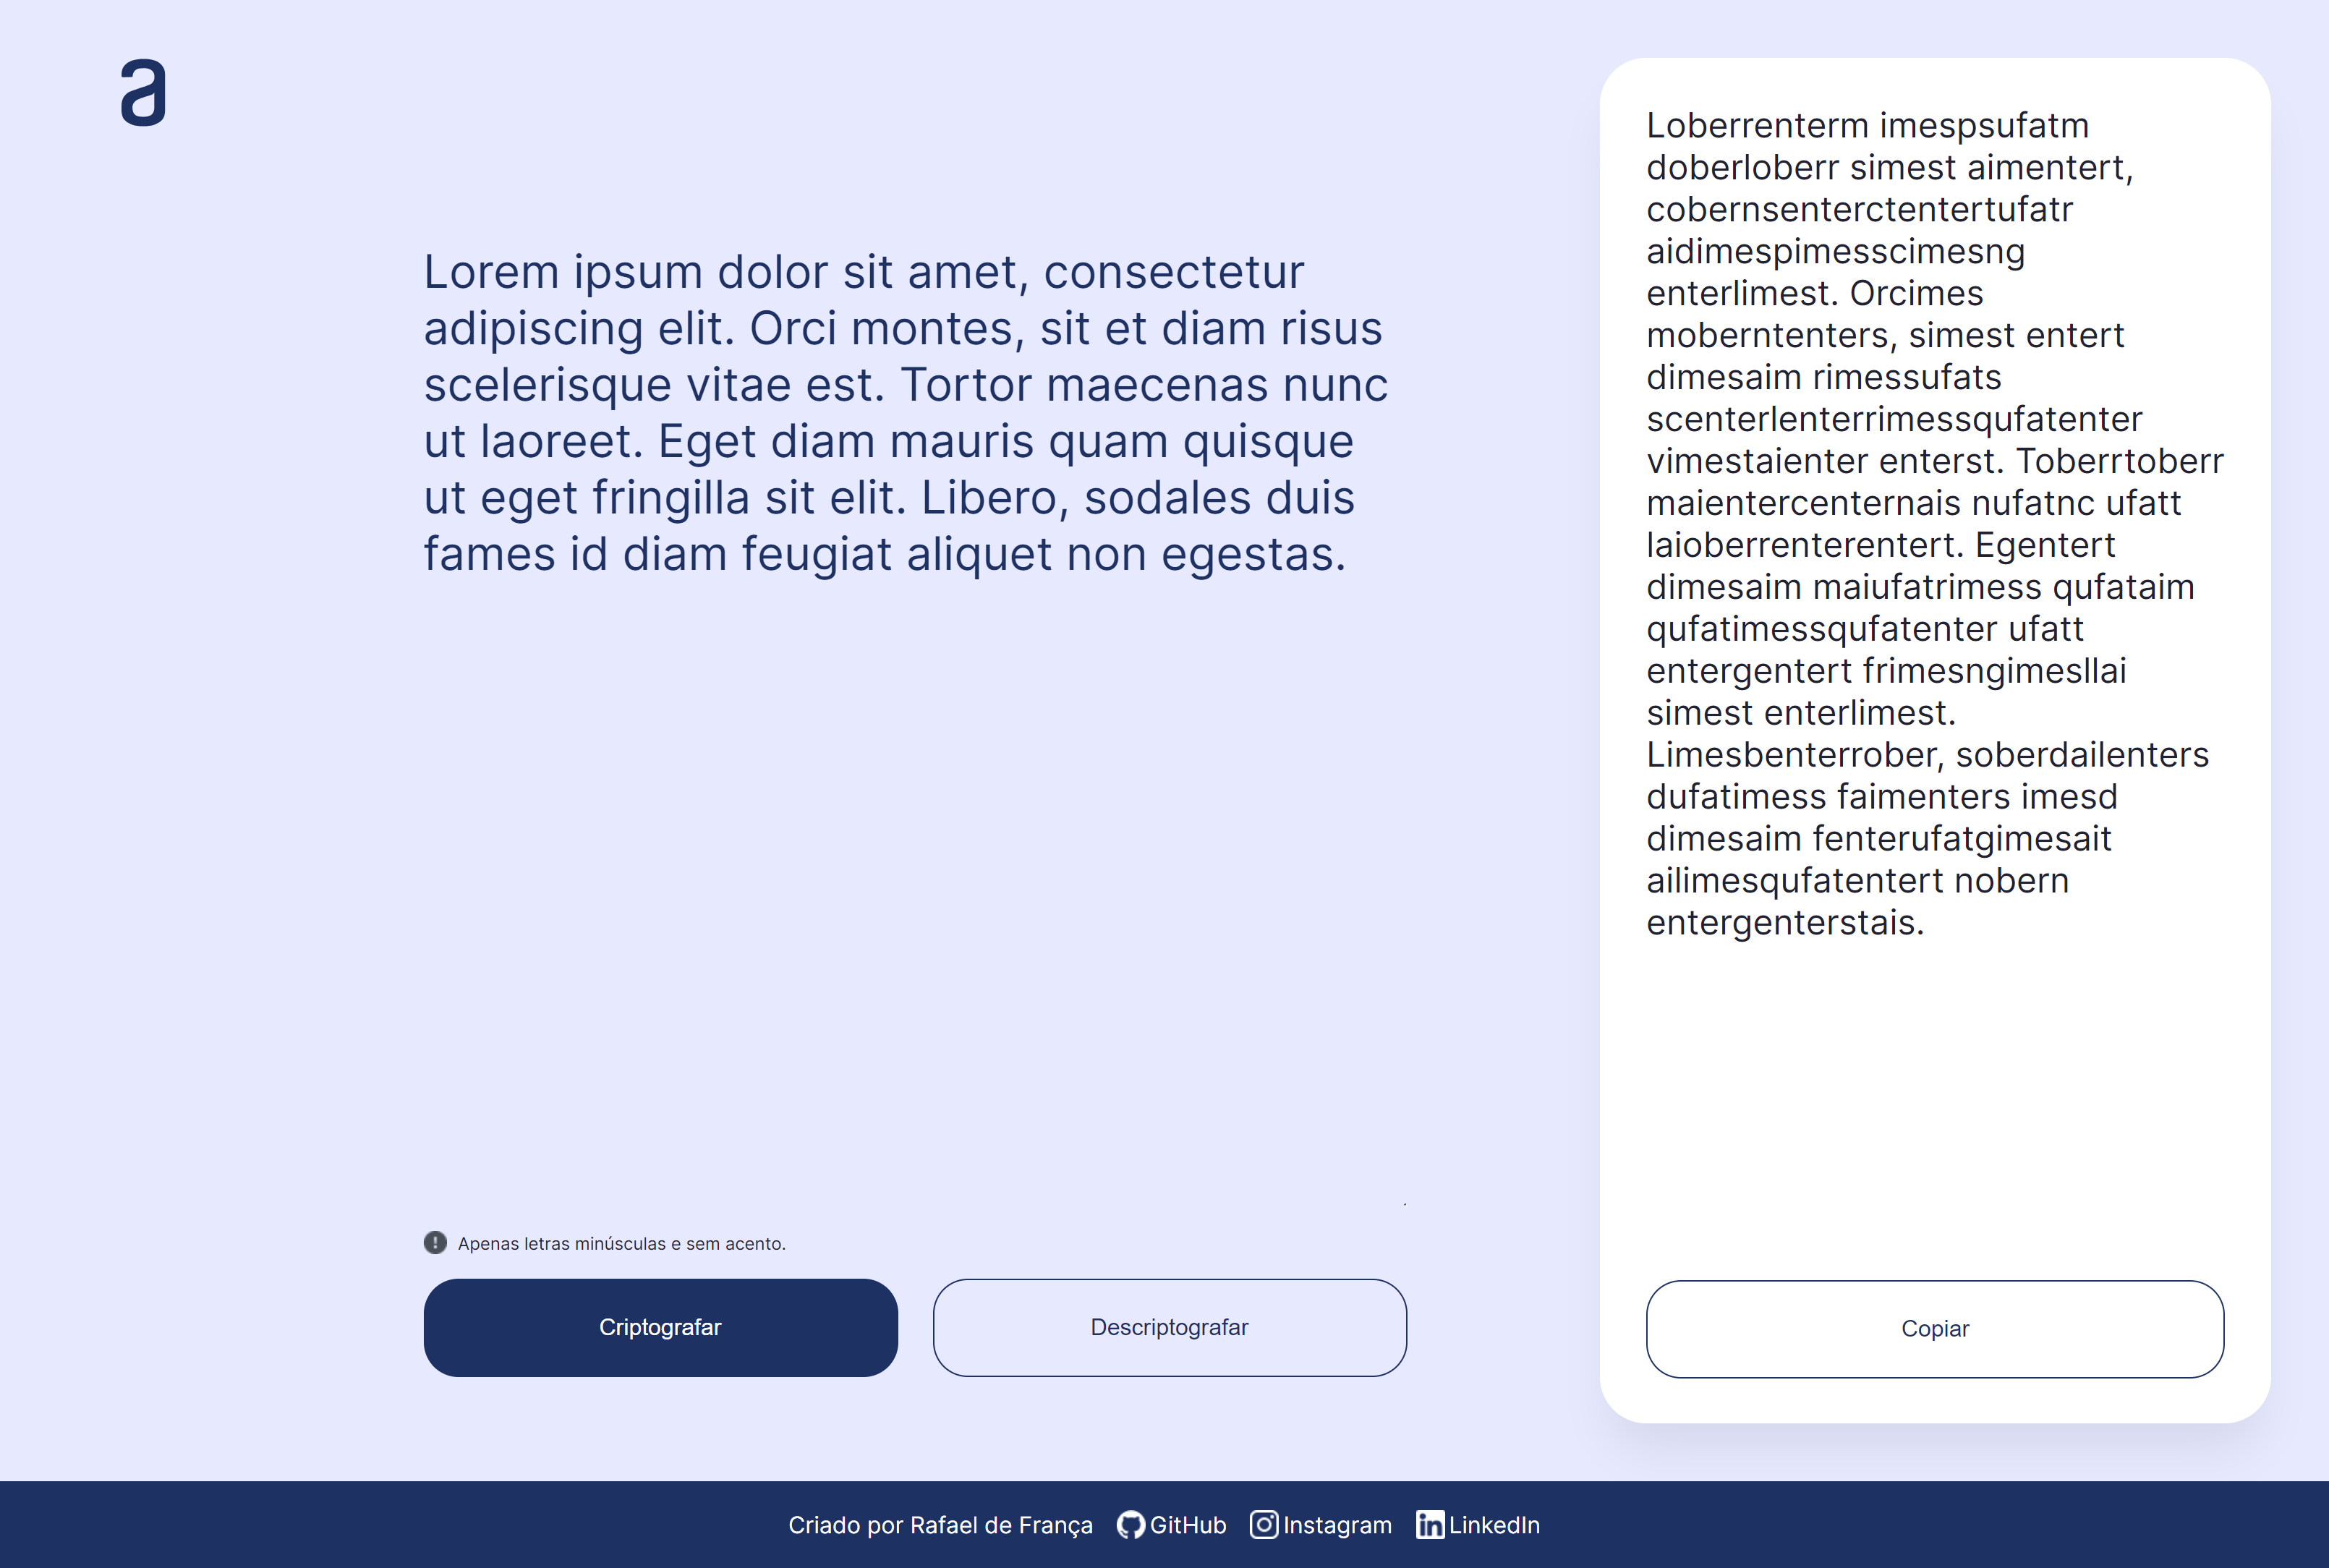 a
Lorem ipsum dolor sit amet, consectetur
adipiscing elit. Orci montes, sit et diam risus
scelerisque vitae est. Tortor maecenas nunc
ut laoreet. Eget diam mauris quam quisque
ut eget fringilla sit elit. Libero, sodales duis
fames id diam feugiat aliquet non egestas.
Apenas letras minúsculas e sem acento.
Criptografar
Descriptografar
Loberrenterm imespsufatm
doberloberr simest aimentert,
cobernsenterctentertufatr
aidimespimesscimesng
enterlimest. Orcimes
moberntenters, simest entert
dimesaim rimessufats
scenterlenterrimessqufatenter
vimestaienter enterst. Toberrtoberr
maientercenternais nufatnc ufatt
laioberrenterentert. Egentert
dimesaim maiufatrimess qufataim
qufatimessqufatenter ufatt
entergentert frimesngimesllai
simest enterlimest.
Limesbenterrober, soberdailenters
dufatimess faimenters imesd
dimesaim fenterufatgimesait
ailimesqufatentert nobern
entergenterstais.
Copiar
Criado por Rafael de França GitHub Instagram LinkedIn